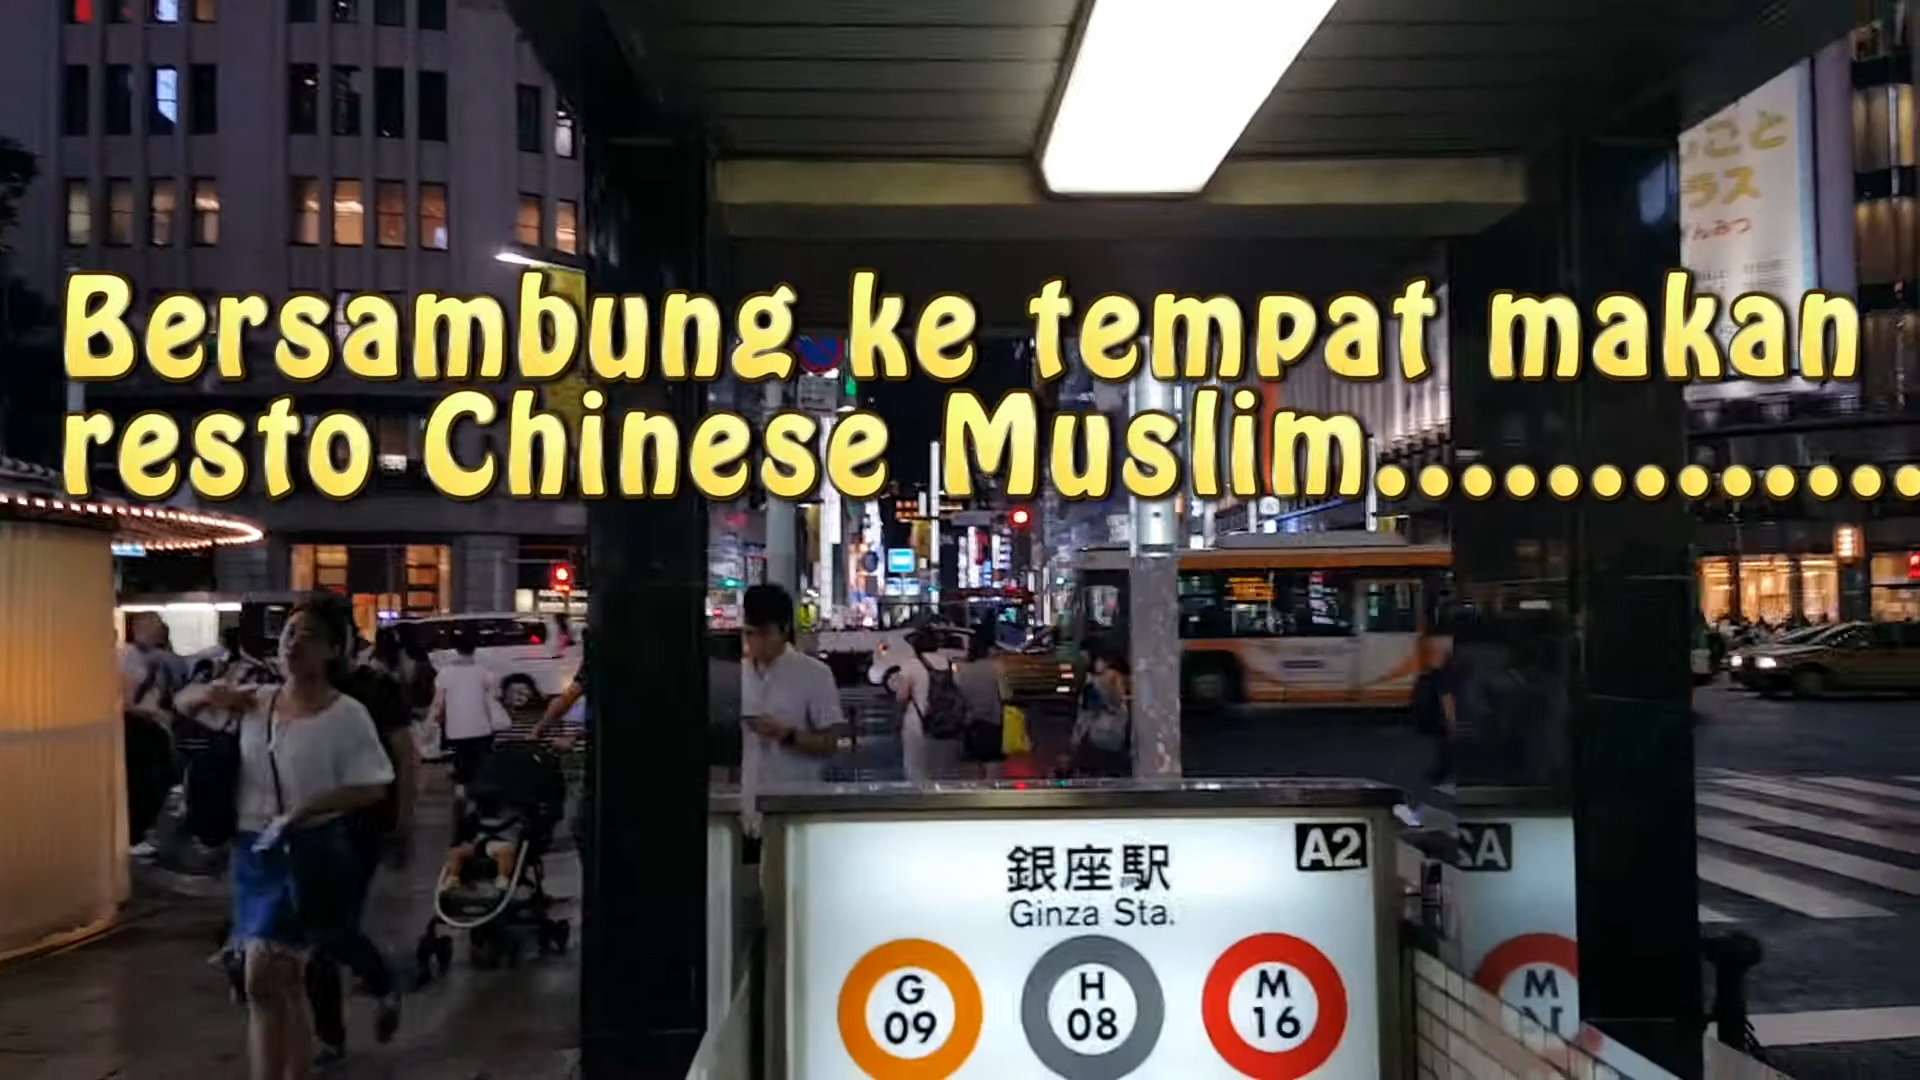 Bersambung ke tempat makan
resto Chinese Muslim.............
銀座駅
A2
Ginza Sta.
G
09
H
08
M
16
M